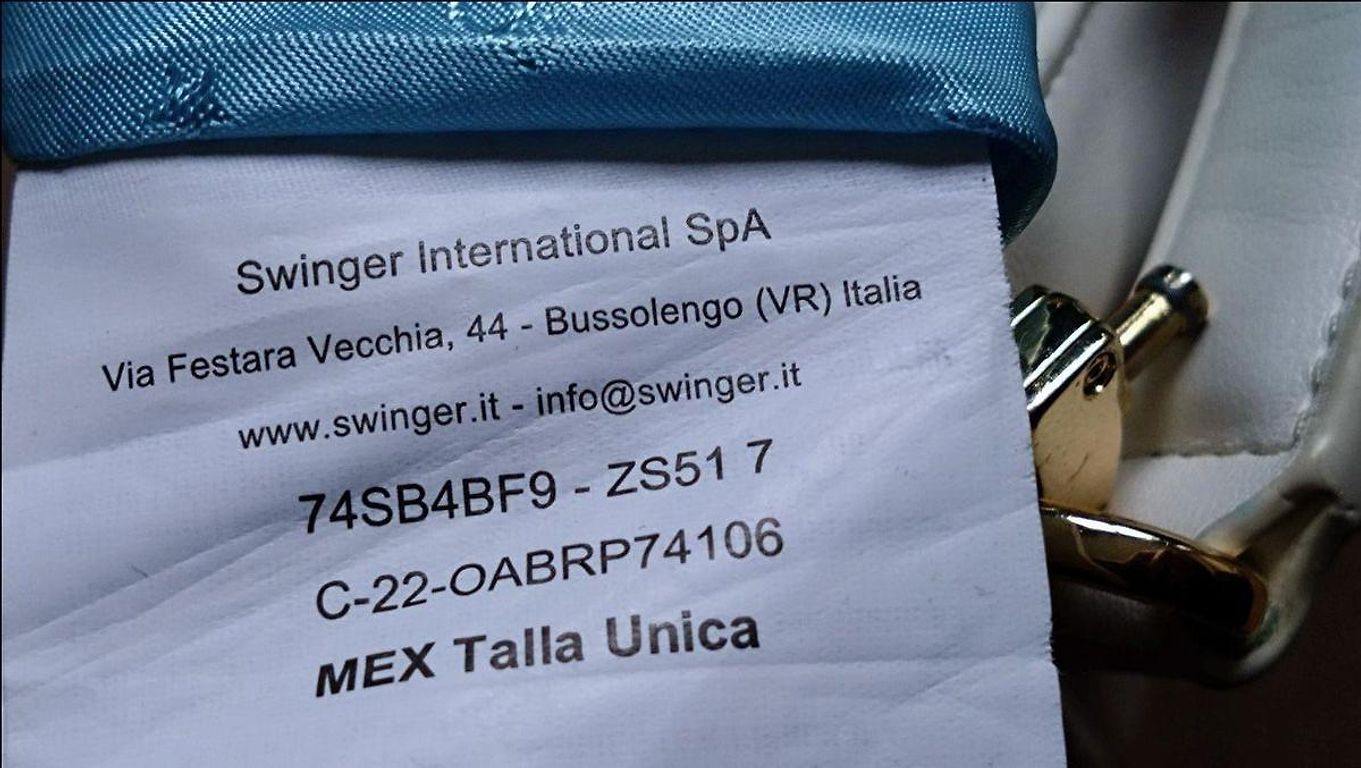 Swinger International SpA
Via Festara Vecchia, 44 - Bussolengo (VR) Italia
www.swinger.it - info@swinger.it
74SB4BF9 - ZS51 7
C-22-OABRP74106
MEX Talla Unica